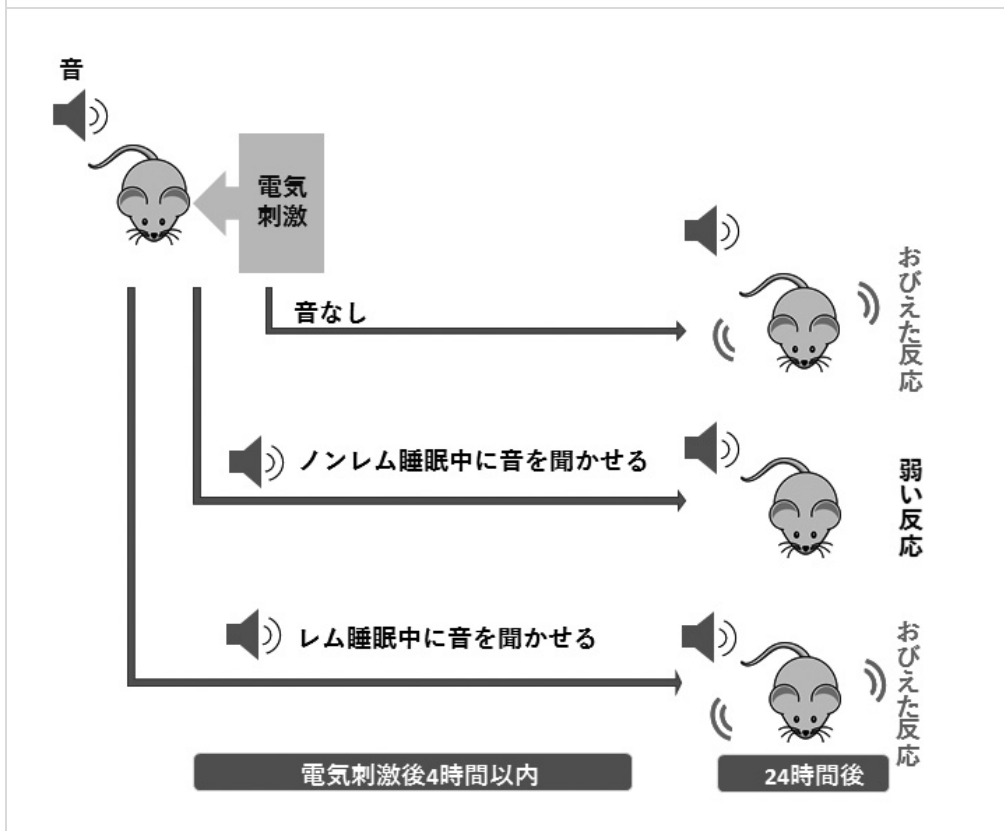 音
電気
刺激
音なし
おびえた反応
ノンレム睡眠中に音を聞かせる
弱い反応
レム睡眠中に音を聞かせる
おびえた反応
電気刺激後4時間以内
24時間後